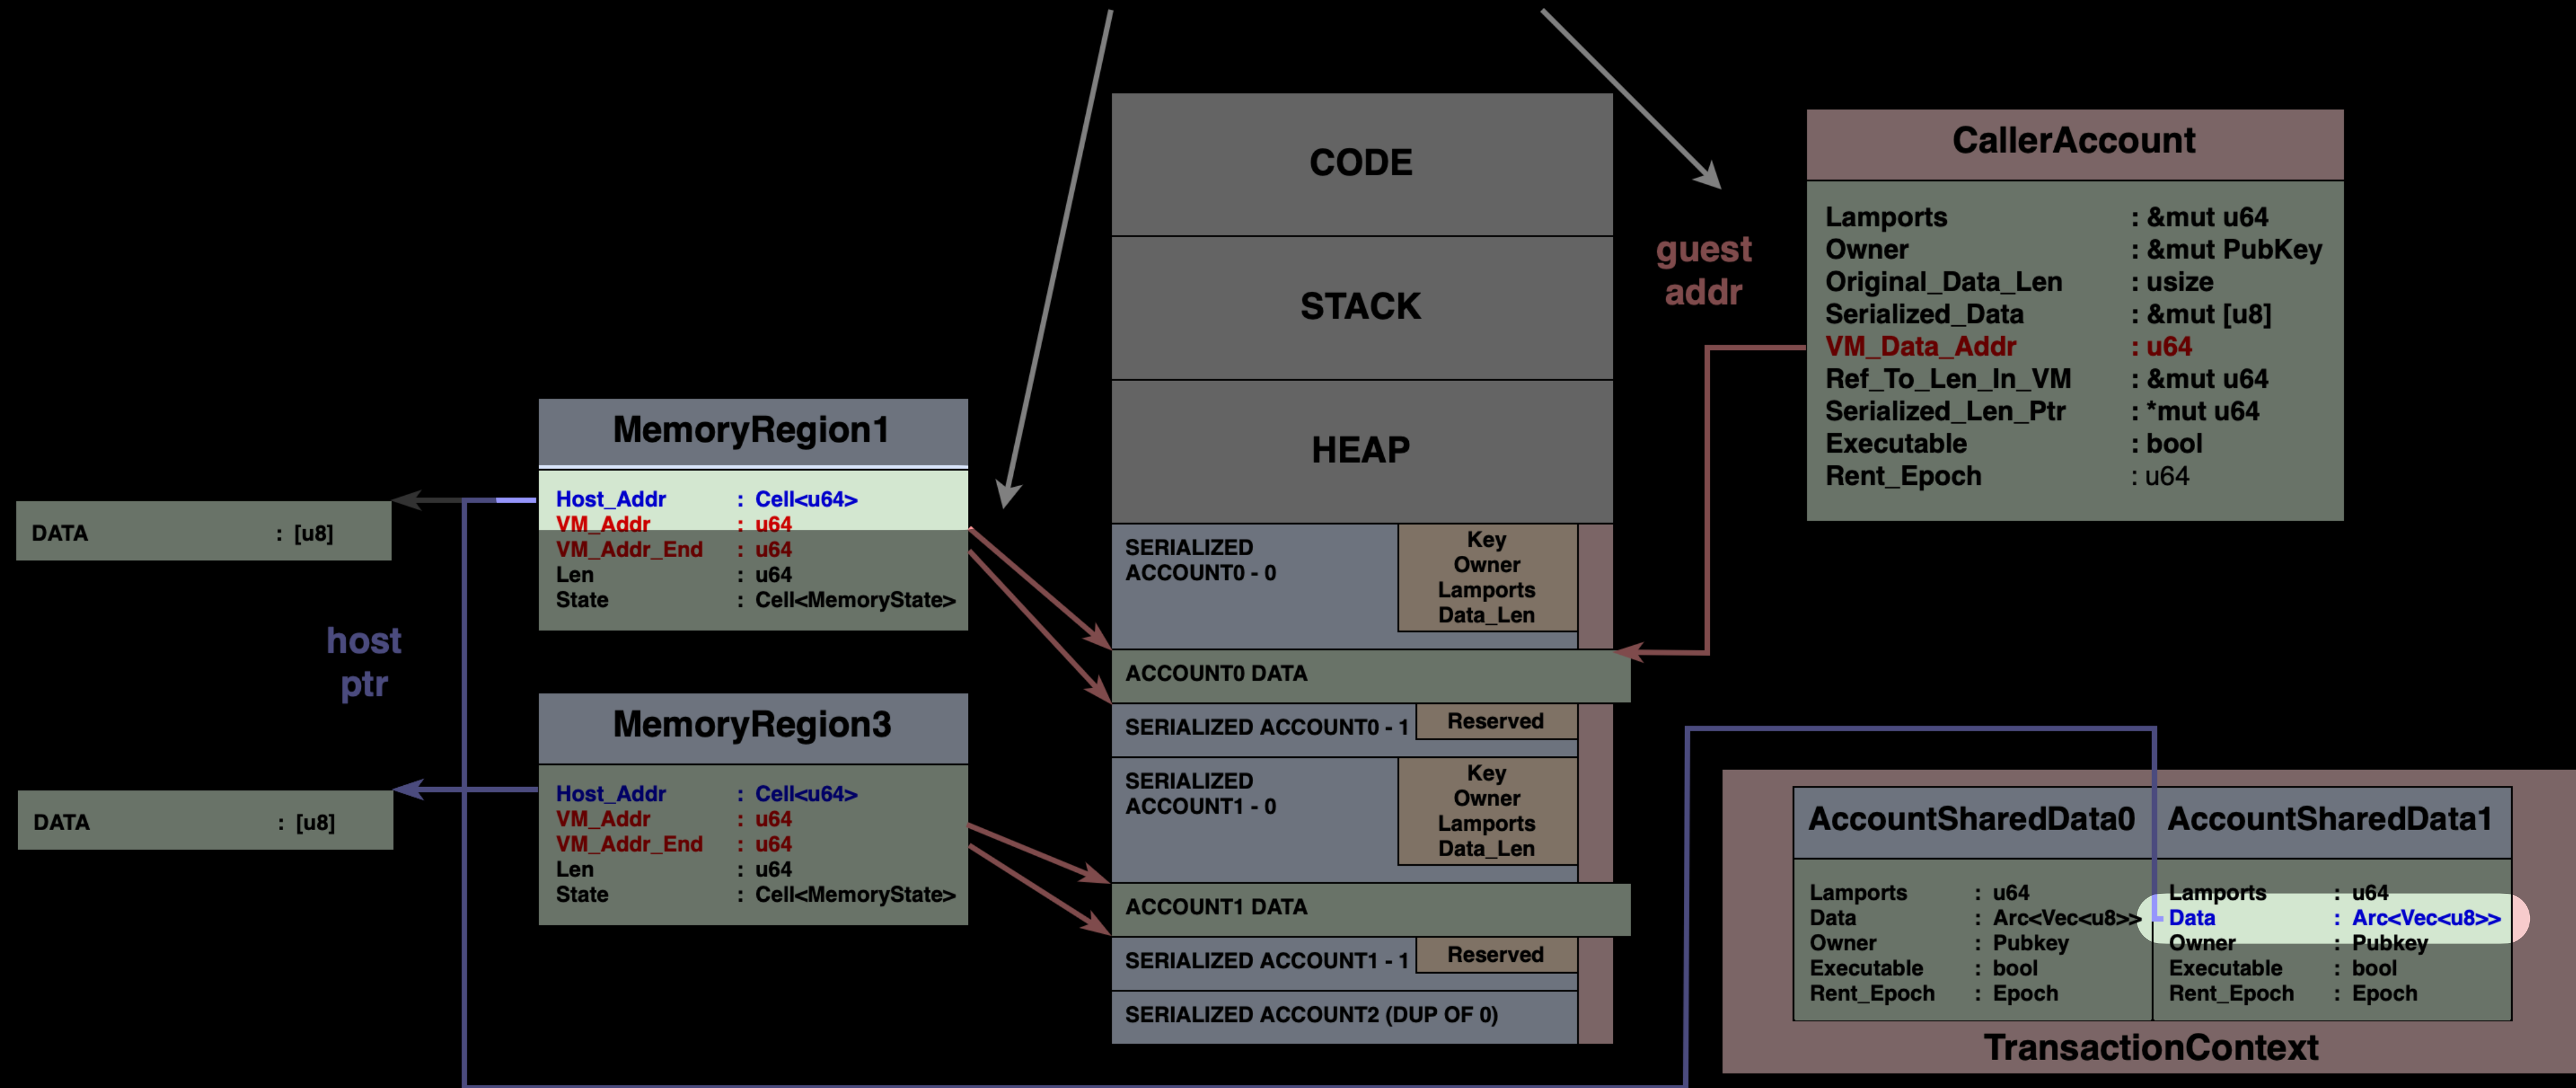 CODE
STACK
HEAP
guest
addr
CallerAccount
Lamports : &mut u64
Owner : &mut PubKey
Original_Data_Len : usize
Serialized_Data : &mut [u8]
VM_Data_Addr : u64
Ref_To_Len_In_VM : &mut u64
Serialized_Len_Ptr : *mut u64
Executable : bool
Rent_Epoch : u64
MemoryRegion1
Host_Addr : Cell<u64>
VM_Addr : u64
VM_Addr_End : u64
Len : u64
State : Cell<MemoryState>
DATA : [u8]
host
ptr
MemoryRegion3
Host_Addr : Cell<u64>
VM_Addr : u64
VM_Addr_End : u64
Len : u64
State : Cell<MemoryState>
DATA : [u8]
SERIALIZED
ACCOUNT0 - 0
Key
Owner
Lamports
Data_Len
ACCOUNT0 DATA
SERIALIZED ACCOUNT0 - 1
Reserved
SERIALIZED
ACCOUNT1 - 0
Key
Owner
Lamports
Data_Len
ACCOUNT1 DATA
SERIALIZED ACCOUNT1 - 1
Reserved
SERIALIZED ACCOUNT2 (DUP OF 0)
AccountSharedData0
Lamports : u64
Data : Arc<Vec<u8>>
Owner : Pubkey
Executable : bool
Rent_Epoch : Epoch
AccountSharedData1
Lamports : u64
Data : Arc<Vec<u8>>
Owner : Pubkey
Executable : bool
Rent_Epoch : Epoch
TransactionContext